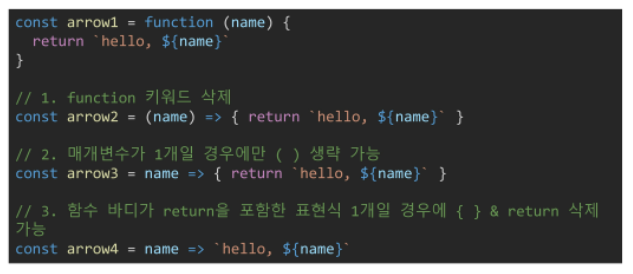 const arrow1 = function (name) {
  return `hello, ${name}`
}
// 1. function 키워드 삭제
const arrow2 = (name) => { return `hello, ${name}` }
// 2. 매개변수가 1개일 경우에만 ( ) 생략 가능
const arrow3 = name => { return `hello, ${name}` }
// 3. 함수 바디가 return을 포함한 표현식 1개일 경우에 { } & return 삭제
가능
const arrow4 = name => `hello, ${name}`